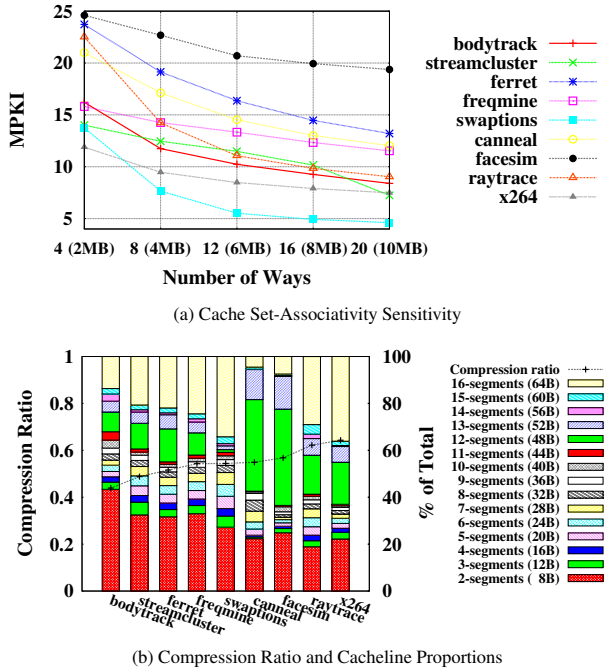 25
20
15
10
5
MPKI
4 (2MB) 8 (4MB) 12 (6MB) 16 (8MB) 20 (10MB)
Number of Ways
bodytrack
streamcluster
ferret
freqmine
swaptions
canneal
facesim
raytrace
x264
(a) Cache Set-Associativity Sensitivity
1
0.8
0.6
0.4
0.2
0
Compression Ratio
100
80
60
40
20
0
% of Total
bodytrack
streamcluster
ferret
freqmine
swaptions
canneal
facesim
raytrace
x264
Compression ratio
16-segments (64B)
15-segments (60B)
14-segments (56B)
13-segments (52B)
12-segments (48B)
11-segments (44B)
10-segments (40B)
9-segments (36B)
8-segments (32B)
7-segments (28B)
6-segments (24B)
5-segments (20B)
4-segments (16B)
3-segments (12B)
2-segments ( 8B)
(b) Compression Ratio and Cacheline Proportions